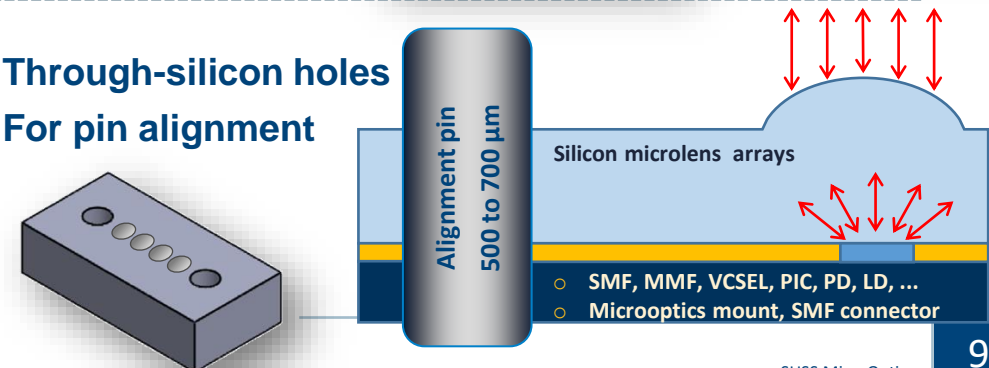 Through-silicon holes
For pin alignment
Alignment pin
500 to 700 µm
Silicon microlens arrays
o SMF, MMF, VCSEL, PIC, PD, LD, ...
o Microoptics mount, SMF connector
9